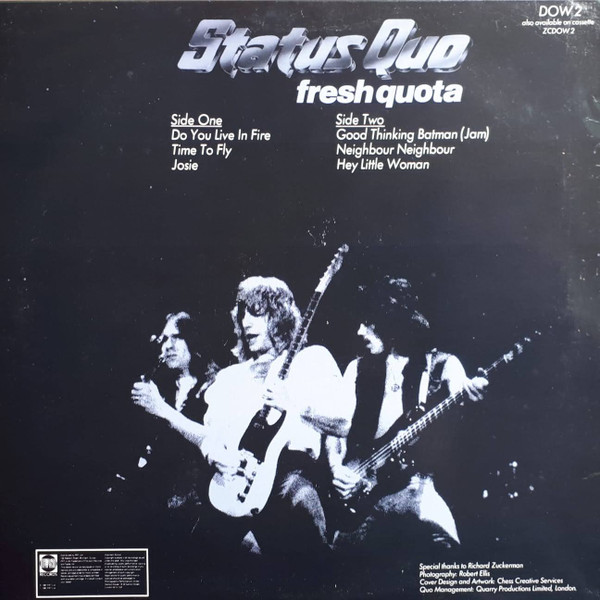 DOW 2
also available on cassette
ZCDOW 2
Status Quo
fresh quota
Side One
Do You Live In Fire
Time To Fly
Josie
Side Two
Good Thinking Batman (Jam)
Neighbour Neighbour
Hey Little Woman
Special thanks to Richard Zuckerman
Photography: Robert Ellis
Cover Design and Artwork: Chess Creative Services
Quo Management: Quarry Productions Limited, London.